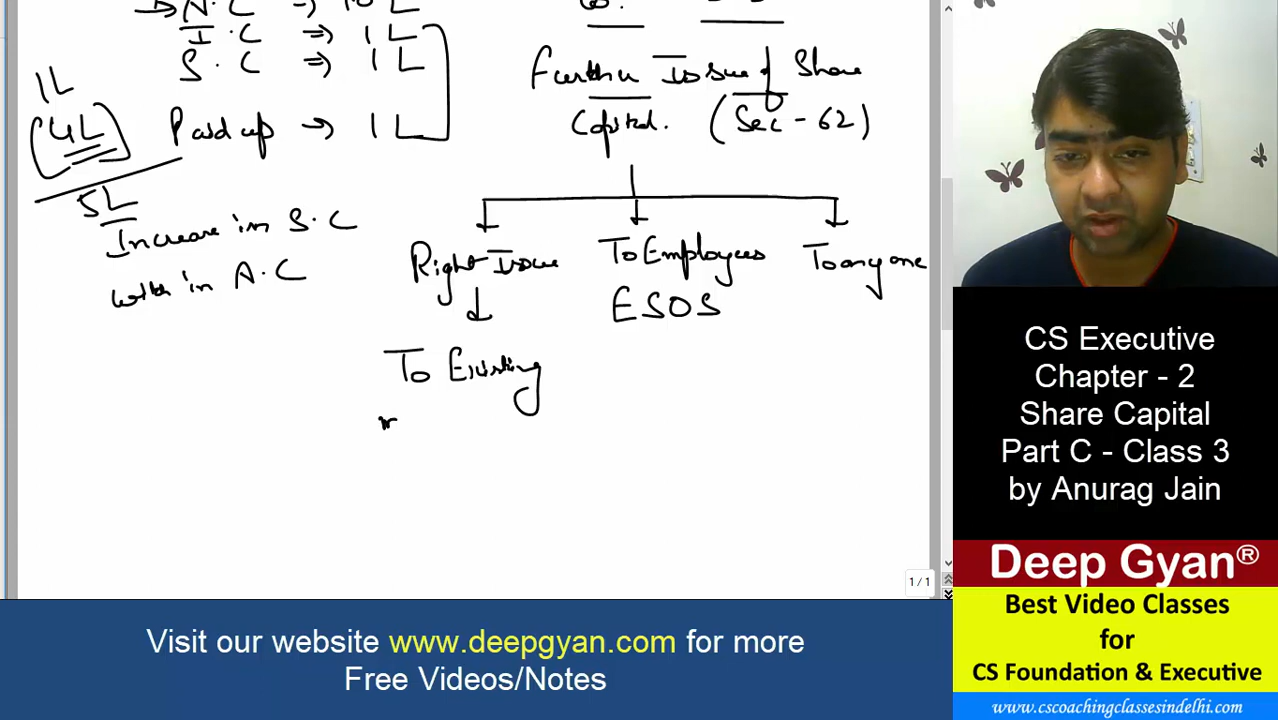 A.C → 10 L
I.C ⇒ 1 L
S.C ⇒ 1 L
1L
(4L) Paid up → 1 L
5L
Increase in S.C
with in A.C
Co.
Further Issue of Share
Capital. (Sec - 62)
Right Issue To Employees To any one
ESOS
To Existing
1 / 1
CS Executive
Chapter - 2
Share Capital
Part C - Class 3
by Anurag Jain
Deep Gyan®
Best Video Classes
for
CS Foundation & Executive
www.cscoachingclassesindelhi.com
Visit our website www.deepgyan.com for more
Free Videos/Notes